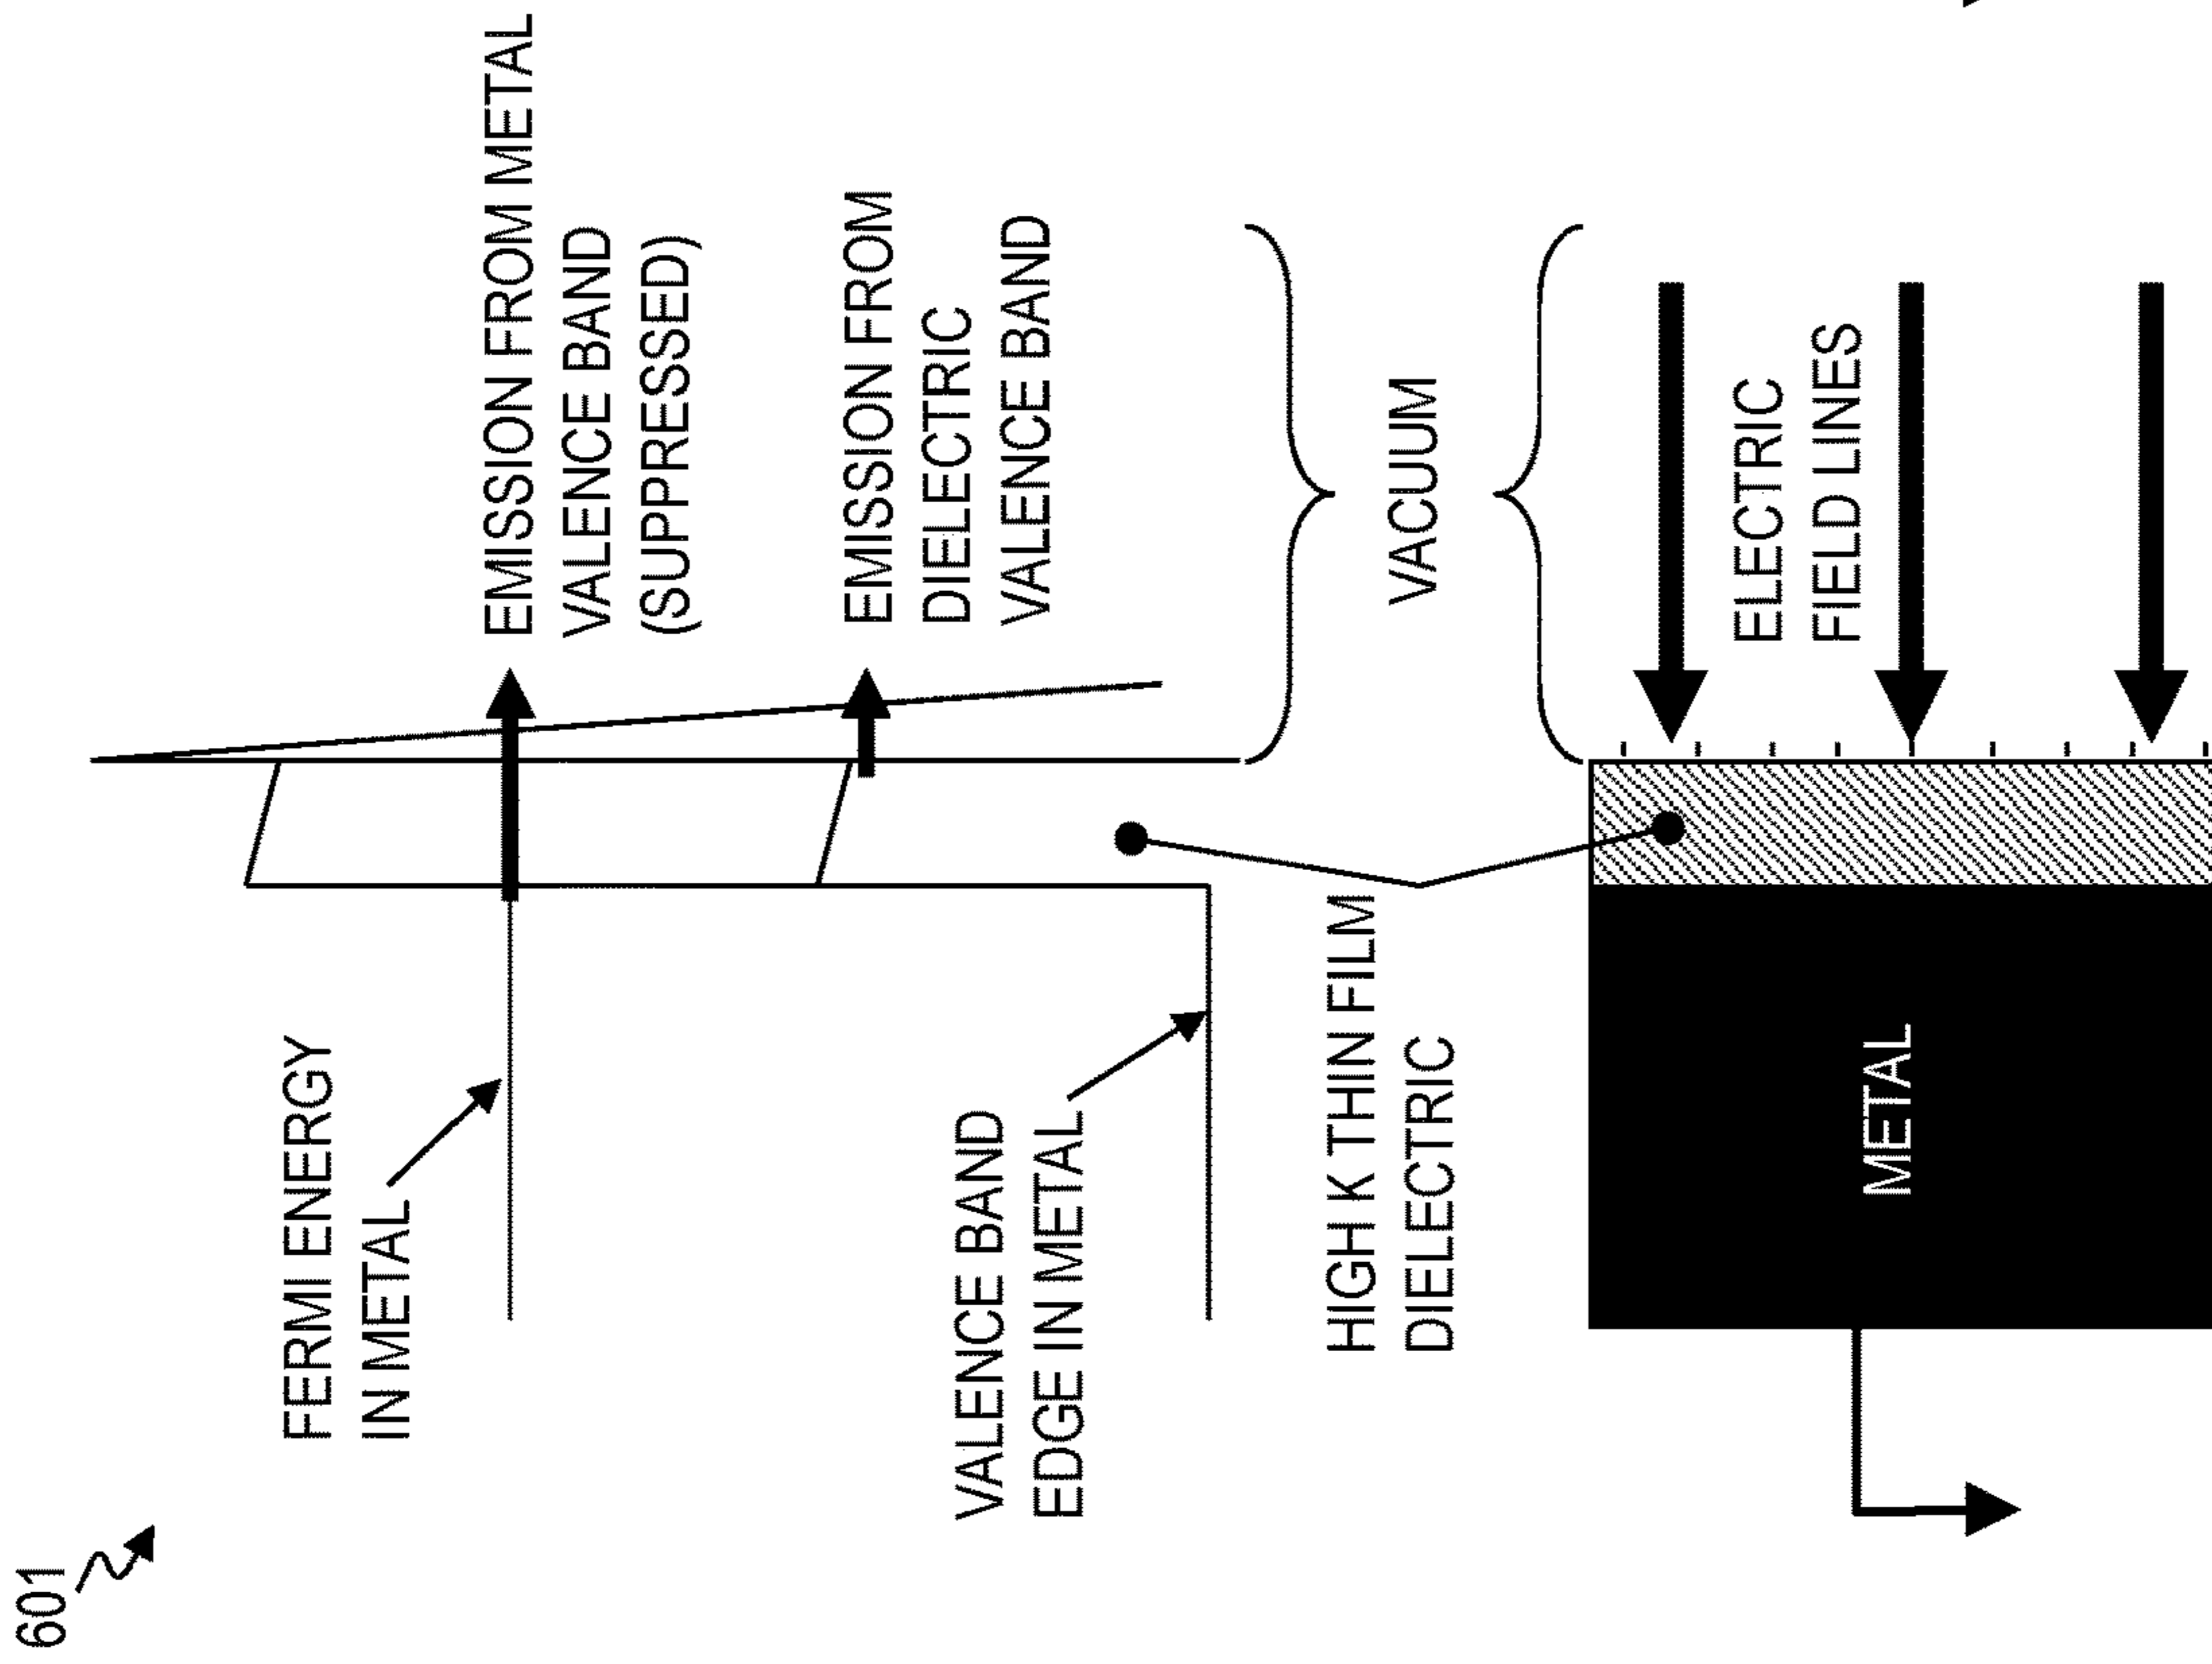 601
FERMI ENERGY
IN METAL
EMISSION FROM METAL
VALENCE BAND
(SUPPRESSED)
EMISSION FROM
DIELECTRIC
VALENCE BAND
VALENCE BAND
EDGE IN METAL
HIGH K THIN FILM
DIELECTRIC
VACUUM
ELECTRIC
FIELD LINES
METAL